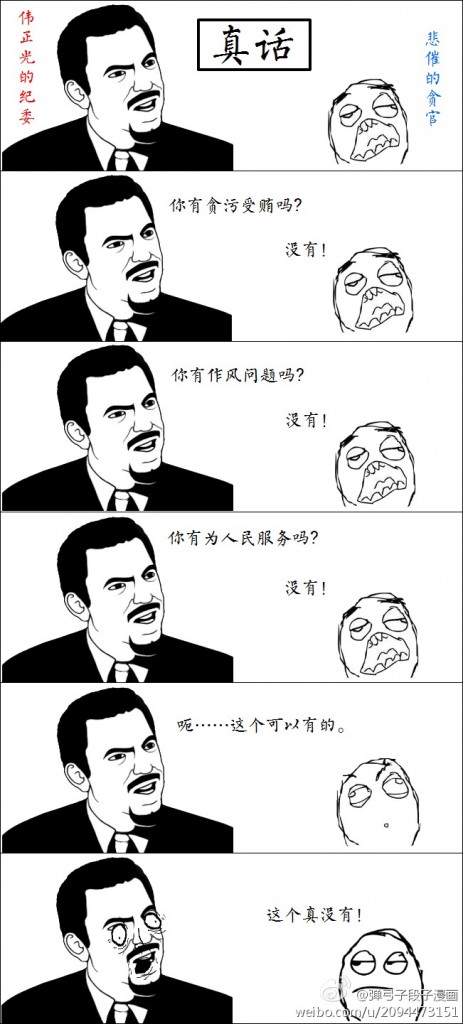 伟正光的纪委
真话
悲催的贪官
你有贪污受贿吗?
没有!
你有作风问题吗?
没有!
你有为人民服务吗?
没有!
呃……这个可以有的。
这个真没有!
@弹弓子段子漫画
weibo.com/u/2094473151